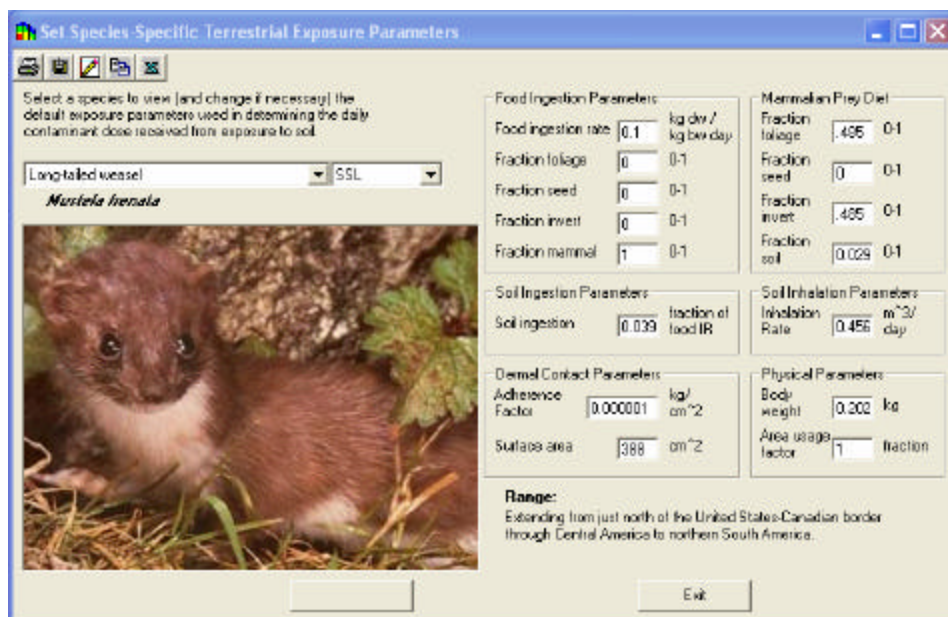 Set Species-Specific Terrestrial Exposure Parameters
Select a species to view (and change if necessary) the
default exposure parameters used in determining the daily
contaminant dose received from exposure to soil.
Long-tailed weasel
SSL
Mustela frenata
Food Ingestion Parameters
Food ingestion rate 0.1 kg dw / kg bw day
Fraction foliage 0 0-1
Fraction seed 0 0-1
Fraction invert 0 0-1
Fraction mammal 1 0-1
Mammalian Prey Diet
Fraction foliage .485 0-1
Fraction seed 0 0-1
Fraction invert .485 0-1
Fraction soil 0.029 0-1
Soil Ingestion Parameters
Soil ingestion 0.039 fraction of food IR
Soil Inhalation Parameters
Inhalation Rate 0.456 m^3/ day
Dermal Contact Parameters
Adherence Factor 0.000001 kg/ cm^2
Surface area 388 cm^2
Physical Parameters
Body weight 0.202 kg
Area usage factor 1 fraction
Range:
Extending from just north of the United States-Canadian border
through Central America to northern South America.
Exit